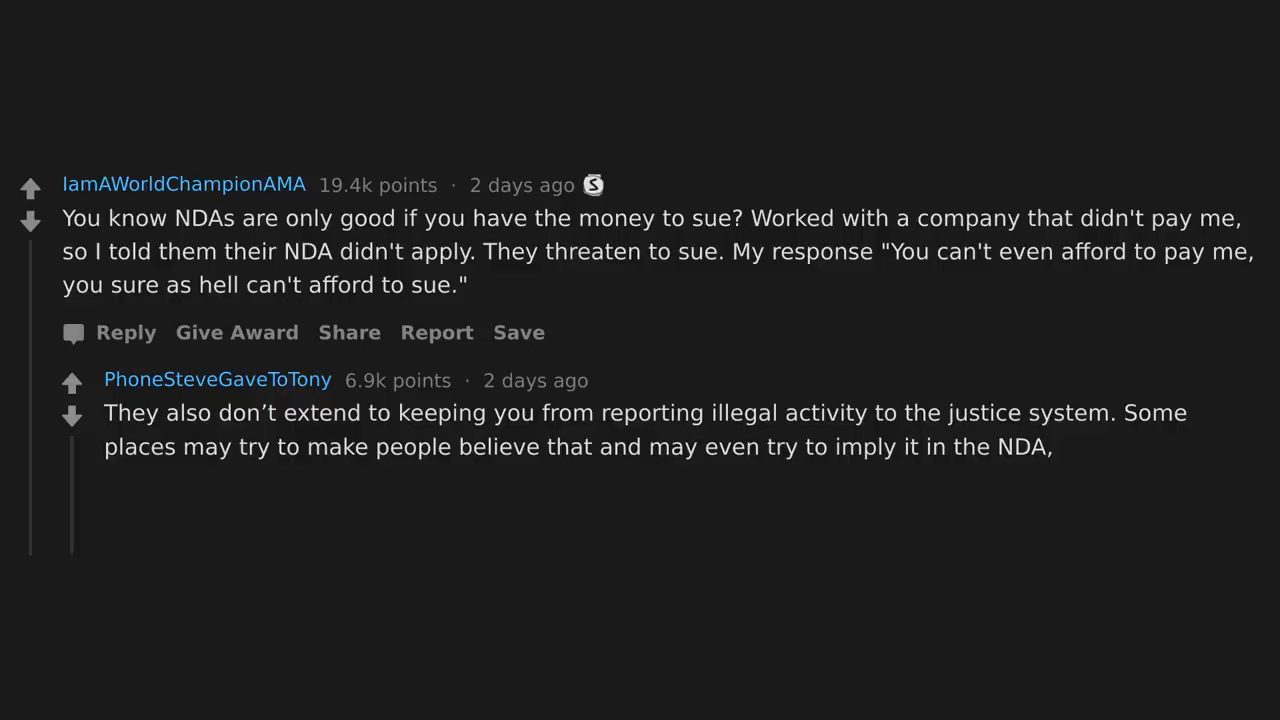 IamAWorldChampionAMA 19.4k points · 2 days ago S
You know NDAs are only good if you have the money to sue? Worked with a company that didn't pay me,
so I told them their NDA didn't apply. They threaten to sue. My response "You can't even afford to pay me,
you sure as hell can't afford to sue."
Reply Give Award Share Report Save
PhoneSteveGaveToTony 6.9k points · 2 days ago
They also don’t extend to keeping you from reporting illegal activity to the justice system. Some
places may try to make people believe that and may even try to imply it in the NDA,